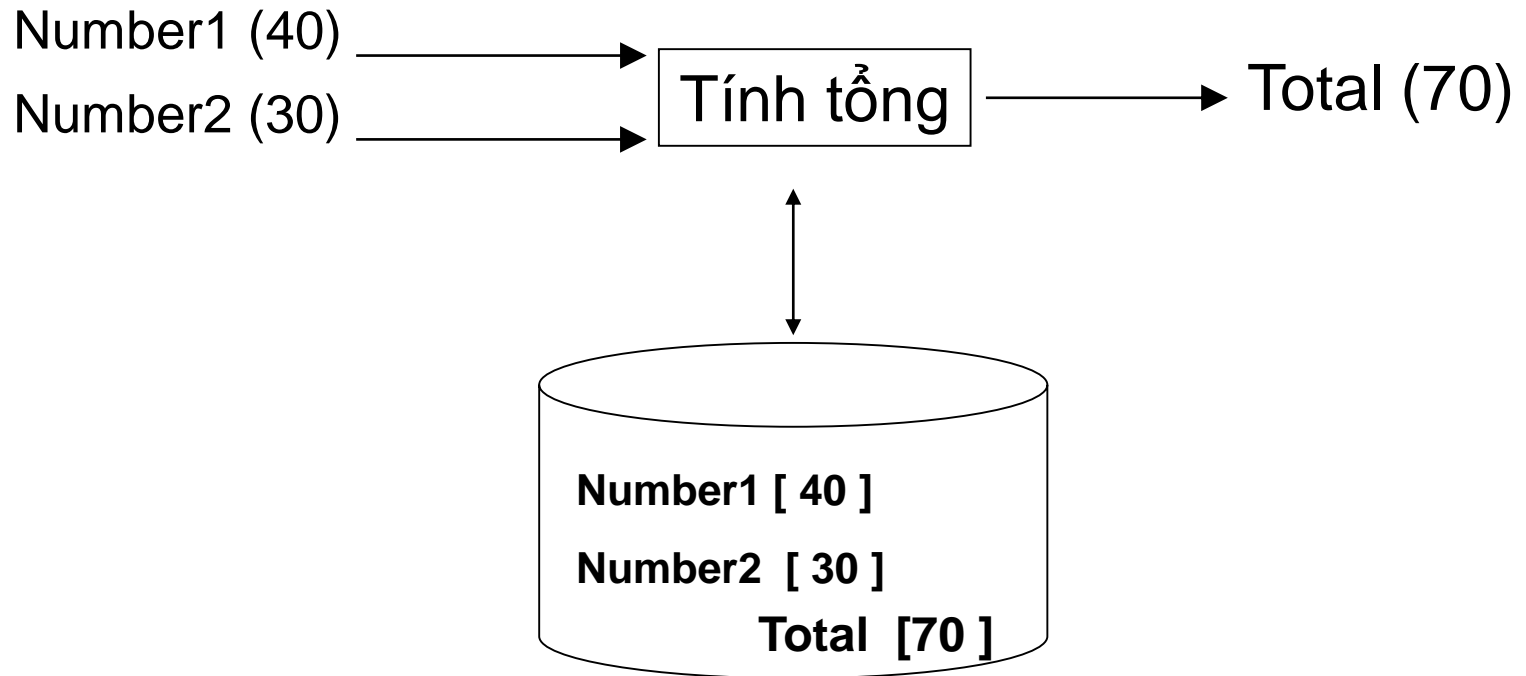 Number1 (40)
Number2 (30)
Tính tổng
Total (70)
Number1 [ 40 ]
Number2 [ 30 ]
Total [70 ]